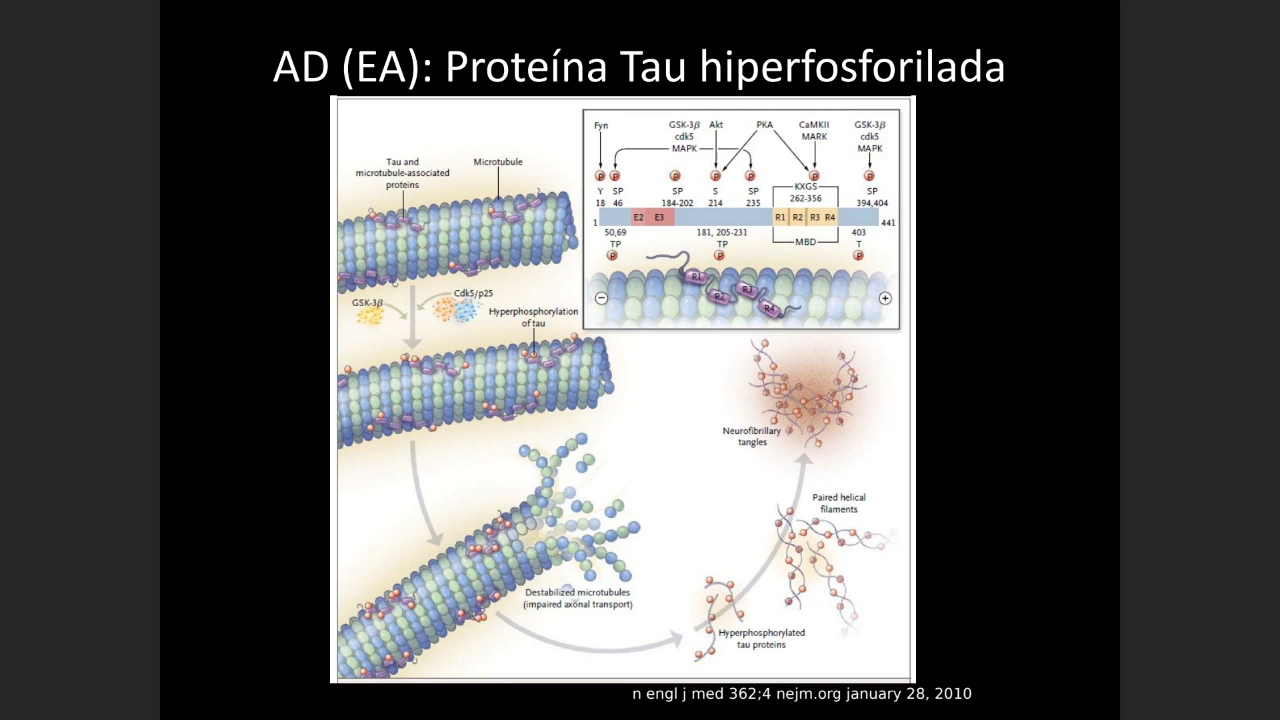 AD (EA): Proteína Tau hiperfosforilada
Tau and
microtubule-associated
proteins
Microtubule
GSK-3β
Cdk5/p25
Hyperphosphorylation
of tau
Destabilized microtubules
(impaired axonal transport)
Hyperphosphorylated
tau proteins
Paired helical
filaments
Neurofibrillary
tangles
Fyn
GSK-3β
cdk5
MAPK
Akt
PKA
CaMKII
MARK
GSK-3β
cdk5
MAPK
P P P P P P P
Y SP SP S SP KXGS SP
18 46 184-202 214 235 262-356 394,404
1 E2 E3 R1 R2 R3 R4 441
50,69 181, 205-231 MBD 403
TP TP T
P P P
R1
R2
R3
R4
− +
n engl j med 362;4 nejm.org january 28, 2010